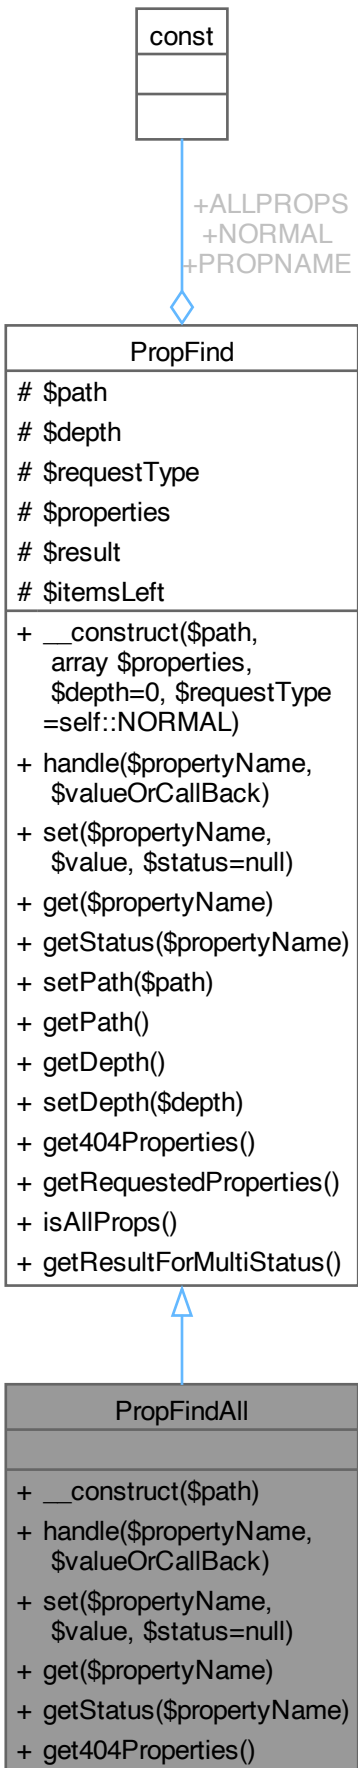 const
+ALLPROPS
+NORMAL
+PROPNAME
PropFind
# $path
# $depth
# $requestType
# $properties
# $result
# $itemsLeft
+ __construct($path,
array $properties,
$depth=0, $requestType
=self::NORMAL)
+ handle($propertyName,
$valueOrCallBack)
+ set($propertyName,
$value, $status=null)
+ get($propertyName)
+ getStatus($propertyName)
+ setPath($path)
+ getPath()
+ getDepth()
+ setDepth($depth)
+ get404Properties()
+ getRequestedProperties()
+ isAllProps()
+ getResultForMultiStatus()
PropFindAll
+ __construct($path)
+ handle($propertyName,
$valueOrCallBack)
+ set($propertyName,
$value, $status=null)
+ get($propertyName)
+ getStatus($propertyName)
+ get404Properties()